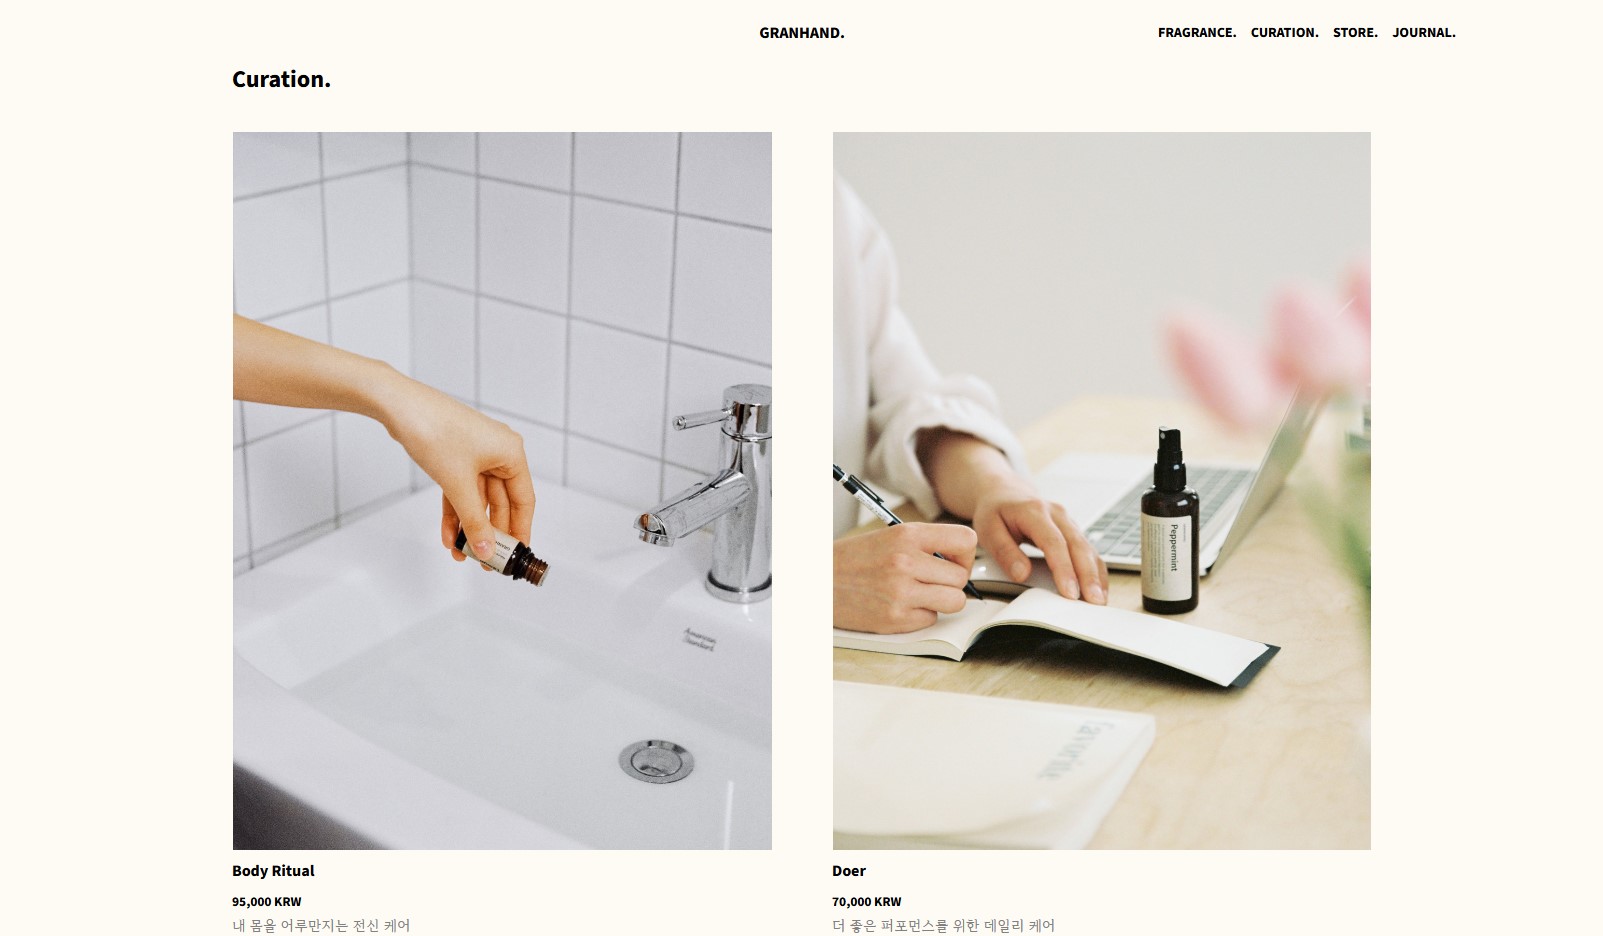 GRANHAND.
FRAGRANCE. CURATION. STORE. JOURNAL.
Curation.
American
Standard
Peppermint
favorite
Body Ritual
Doer
95,000 KRW
70,000 KRW
내 몸을 어루만지는 전신 케어
더 좋은 퍼포먼스를 위한 데일리 케어